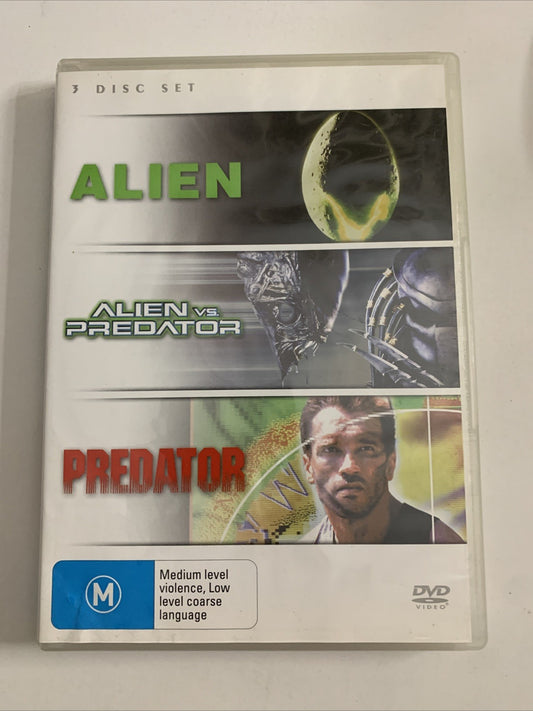 3 DISC SET
ALIEN
ALIEN VS.
PREDATOR
PREDATOR
M
Medium level
violence, Low
level coarse
language
DVD
VIDEO